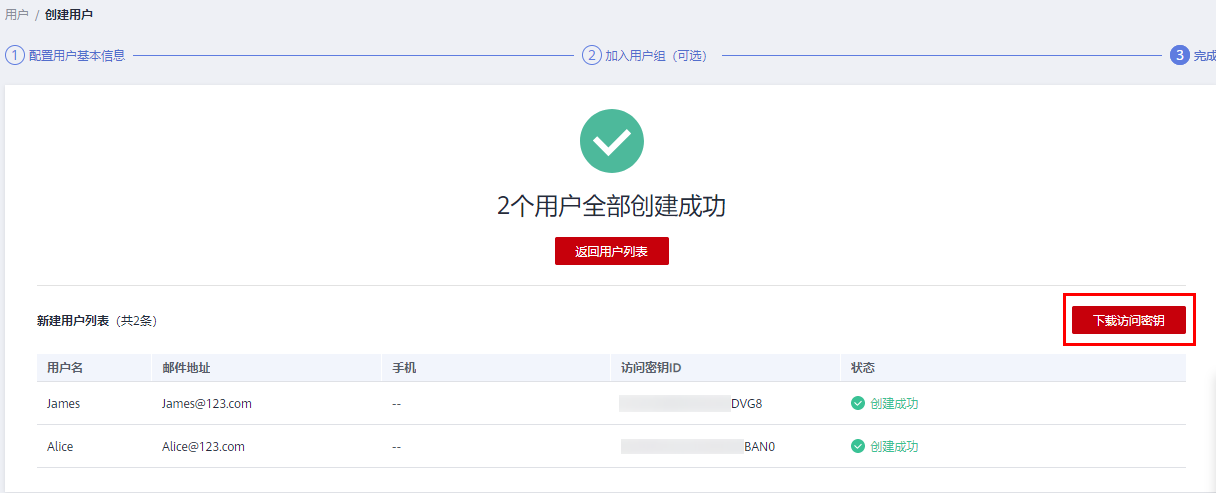 用户 / 创建用户
1 配置用户基本信息 2 加入用户组（可选） 3 完成
2个用户全部创建成功
返回用户列表
新建用户列表（共2条） 下载访问密钥
用户名 邮件地址 手机 访问密钥ID 状态
James James@123.com -- DVG8 创建成功
Alice Alice@123.com -- BAN0 创建成功